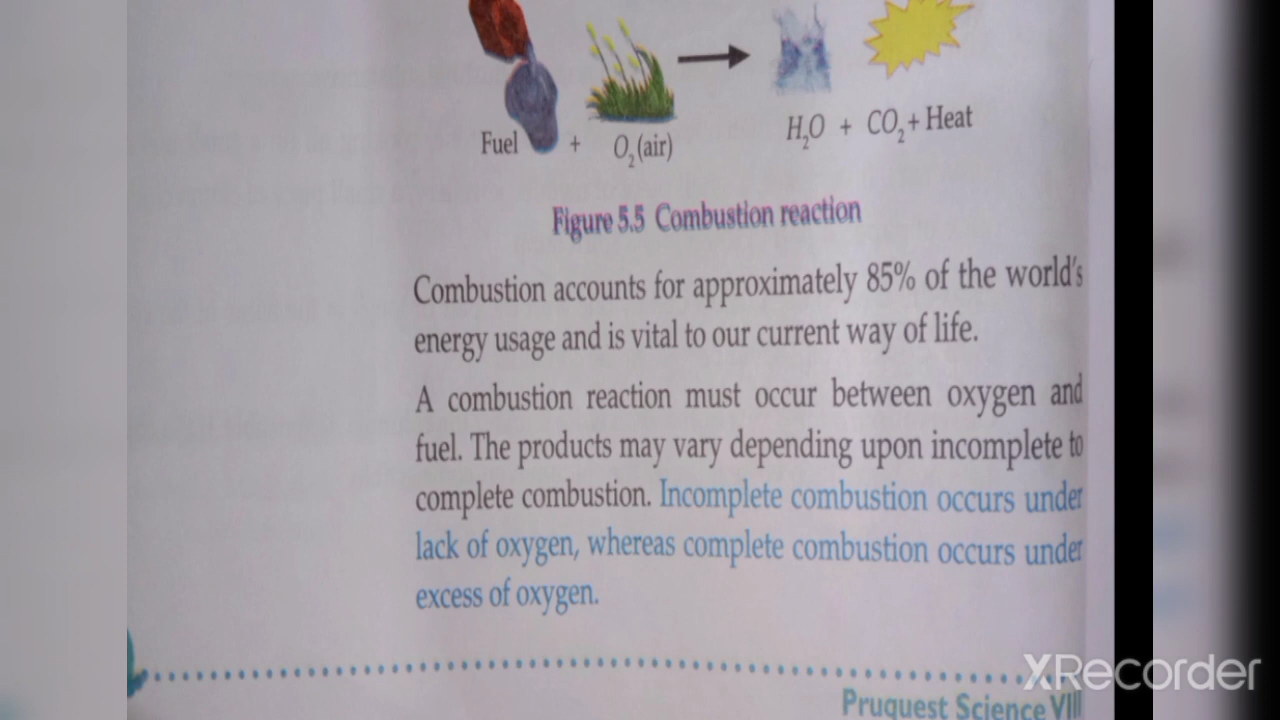 Fuel + O₂(air) H₂O + CO₂ + Heat
Figure 5.5 Combustion reaction
Combustion accounts for approximately 85% of the world's
energy usage and is vital to our current way of life.
A combustion reaction must occur between oxygen and
fuel. The products may vary depending upon incomplete to
complete combustion. Incomplete combustion occurs under
lack of oxygen, whereas complete combustion occurs under
excess of oxygen.
XRecorder
Pruquest Science VIII